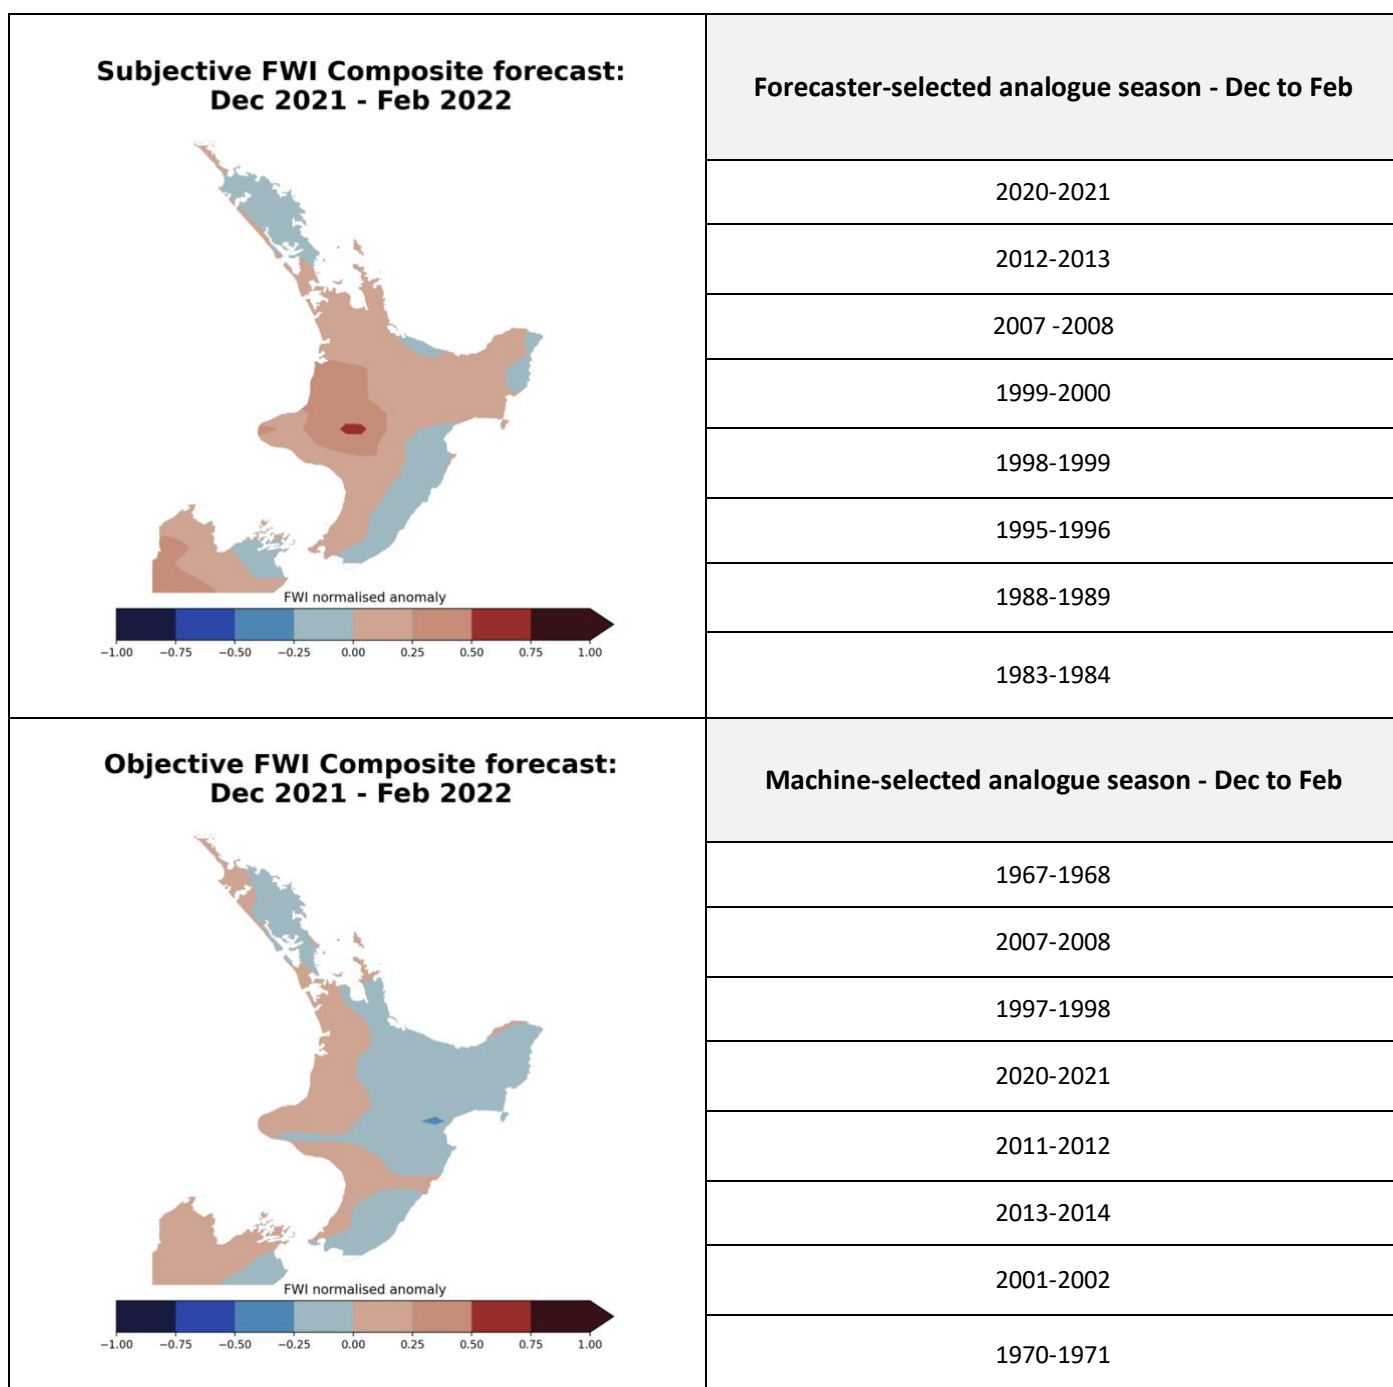 Subjective FWI Composite forecast:
Dec 2021 - Feb 2022
FWI normalised anomaly
−1.00 −0.75 −0.50 −0.25 0.00 0.25 0.50 0.75 1.00
Forecaster-selected analogue season - Dec to Feb
2020-2021
2012-2013
2007 -2008
1999-2000
1998-1999
1995-1996
1988-1989
1983-1984
Objective FWI Composite forecast:
Dec 2021 - Feb 2022
FWI normalised anomaly
−1.00 −0.75 −0.50 −0.25 0.00 0.25 0.50 0.75 1.00
Machine-selected analogue season - Dec to Feb
1967-1968
2007-2008
1997-1998
2020-2021
2011-2012
2013-2014
2001-2002
1970-1971